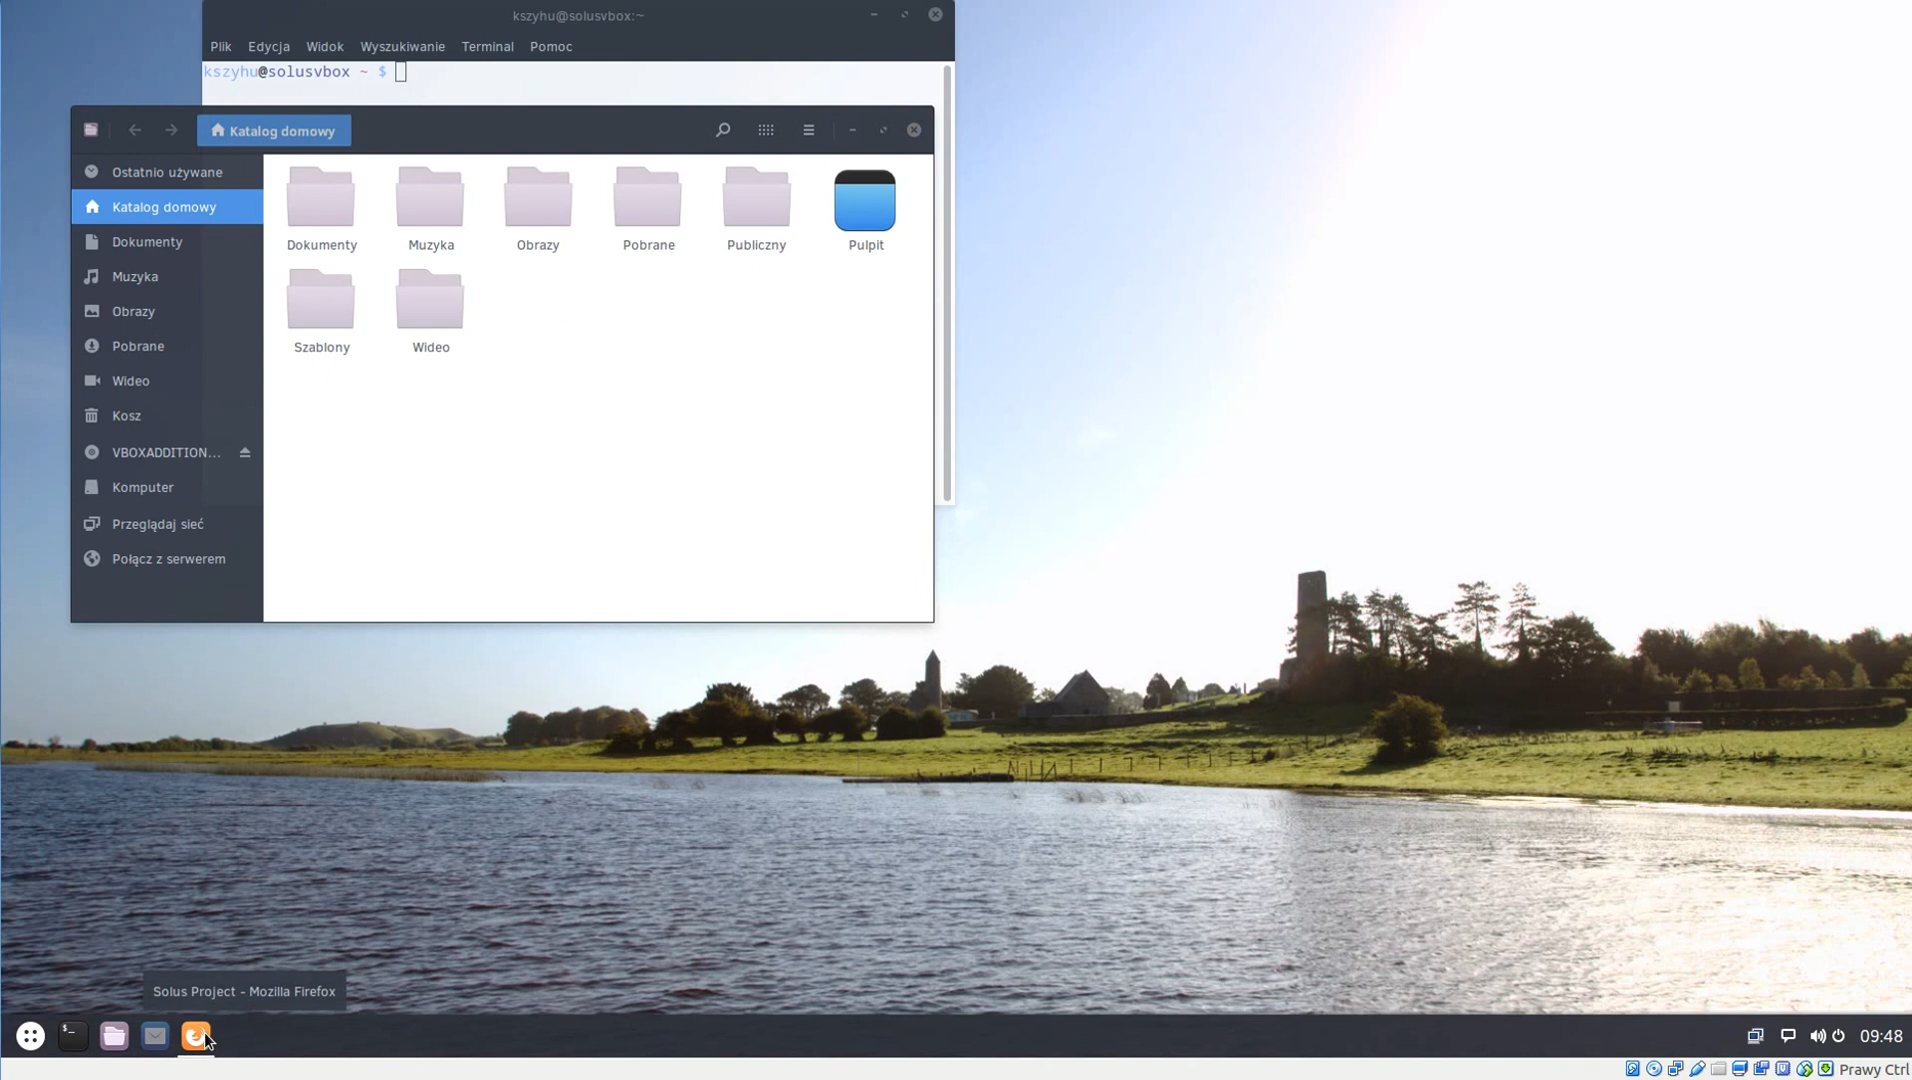 kszyhu@solusvbox:~
Plik Edycja Widok Wyszukiwanie Terminal Pomoc
kszyhu@solusvbox ~ $
Katalog domowy
Ostatnio używane
Katalog domowy
Dokumenty
Muzyka
Obrazy
Pobrane
Wideo
Kosz
VBOXADDITION...
Komputer
Przeglądaj sieć
Połącz z serwerem
Dokumenty Muzyka Obrazy Pobrane Publiczny Pulpit
Szablony Wideo
Solus Project - Mozilla Firefox
$_
09:48
Prawy Ctrl